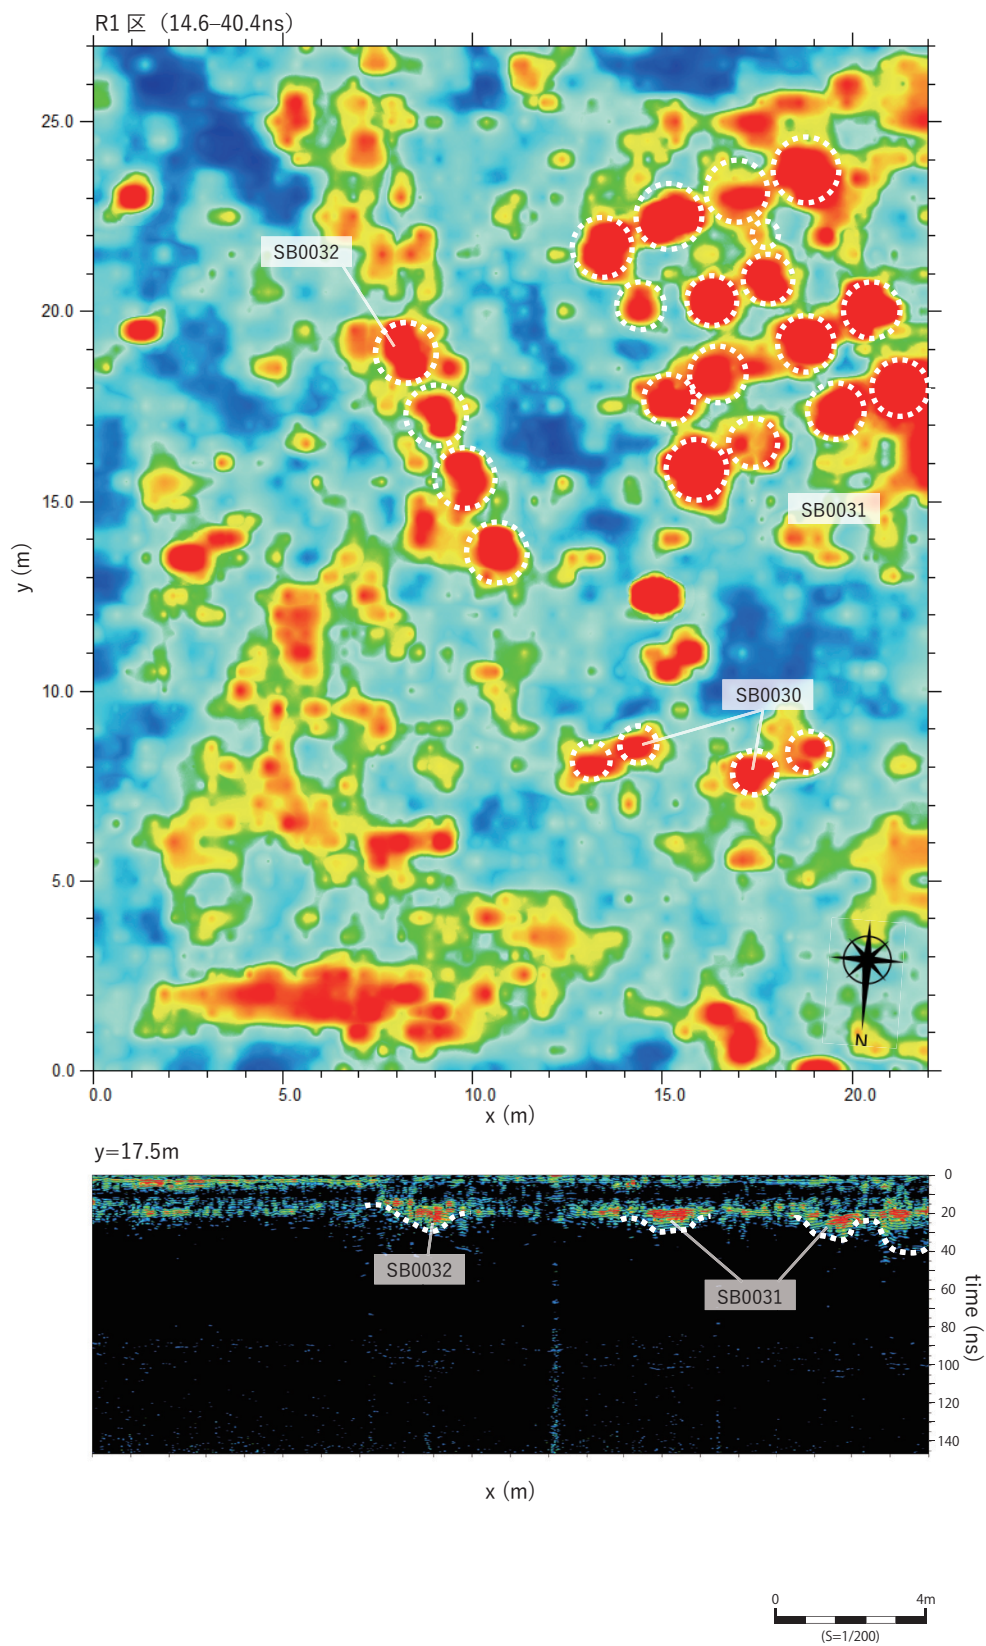 R1 区（14.6–40.4ns）
25.0
20.0
15.0
10.0
5.0
0.0
y（m）
SB0032
SB0031
SB0030
N
0.0
5.0
10.0
15.0
20.0
x（m）
y=17.5m
0
20
40
60
80
100
120
140
time（ns）
SB0032
SB0031
x（m）
0
4m
(S=1/200)